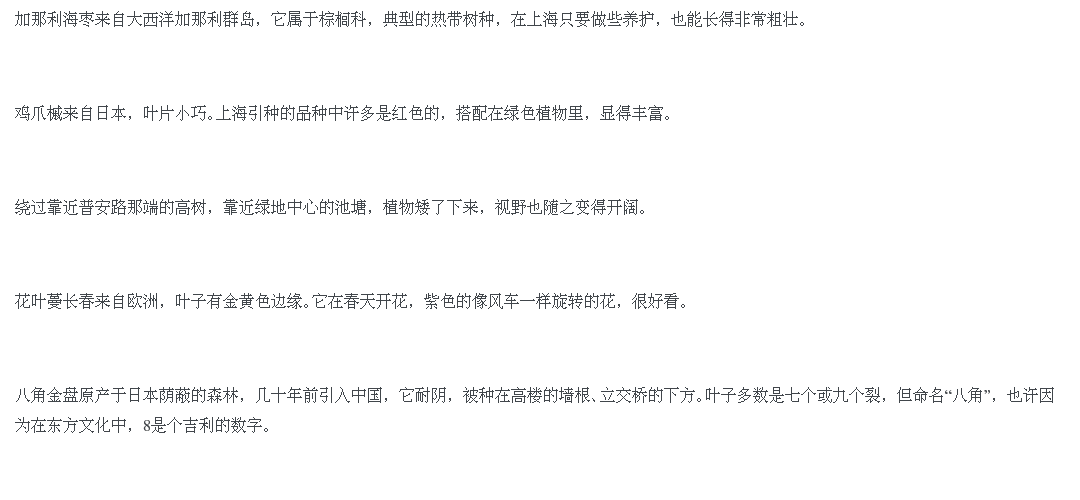 加那利海枣来自大西洋加那利群岛，它属于棕榈科，典型的热带树种，在上海只要做些养护，也能长得非常粗壮。
鸡爪槭来自日本，叶片小巧。上海引种的品种中许多是红色的，搭配在绿色植物里，显得丰富。
绕过靠近普安路那端的高树，靠近绿地中心的池塘，植物矮了下来，视野也随之变得开阔。
花叶蔓长春来自欧洲，叶子有金黄色边缘。它在春天开花，紫色的像风车一样旋转的花，很好看。
八角金盘原产于日本荫蔽的森林，几十年前引入中国，它耐阴，被种在高楼的墙根、立交桥的下方。叶子多数是七个或九个裂，但命名“八角”，也许因
为在东方文化中，8是个吉利的数字。